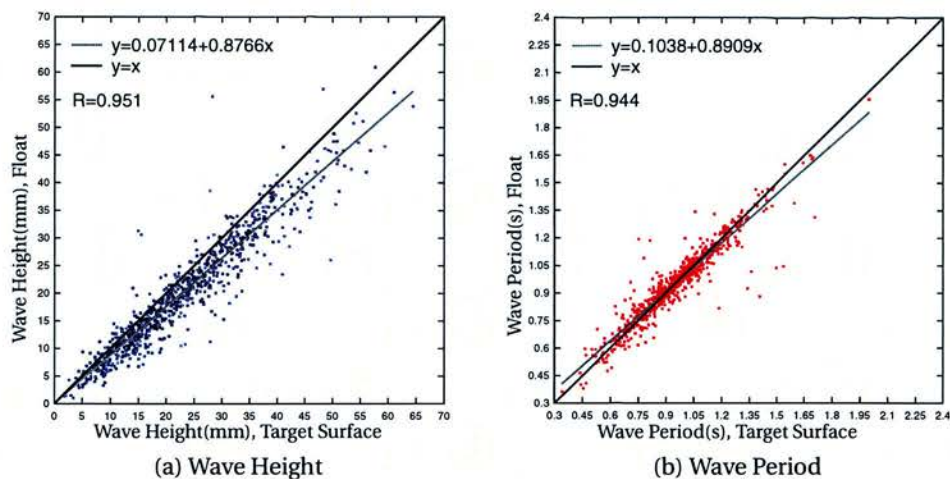 70
65
60
55
50
45
40
35
30
25
20
15
10
5
0
Wave Height(mm), Float
y=0.07114+0.8766x
y=x
R=0.951
0 5 10 15 20 25 30 35 40 45 50 55 60 65 70
Wave Height(mm), Target Surface
(a) Wave Height
2.4
2.25
2.1
1.95
1.8
1.65
1.5
1.35
1.2
1.05
0.9
0.75
0.6
0.45
0.3
Wave Period(s), Float
y=0.1038+0.8909x
y=x
R=0.944
0.3 0.45 0.6 0.75 0.9 1.05 1.2 1.35 1.5 1.65 1.8 1.95 2.1 2.25 2.4
Wave Period(s), Target Surface
(b) Wave Period